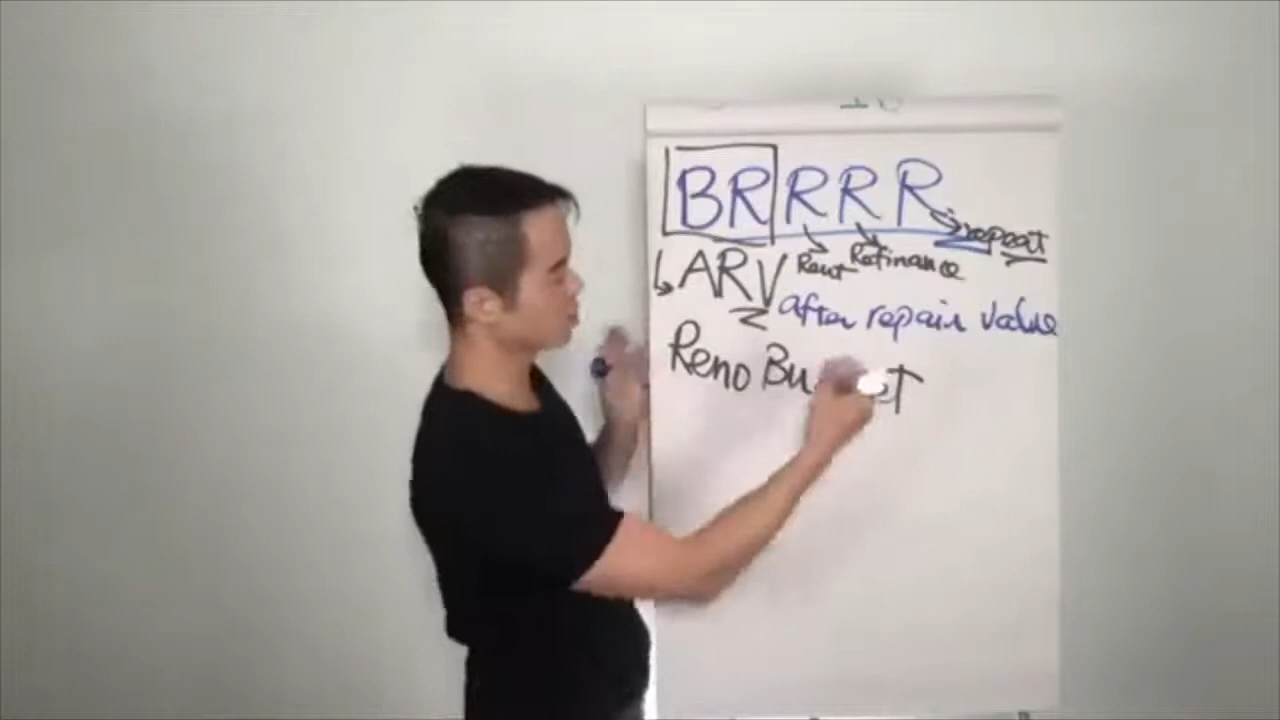 BRRRR
repeat
Rent Refinance
ARV
after repair value
Reno